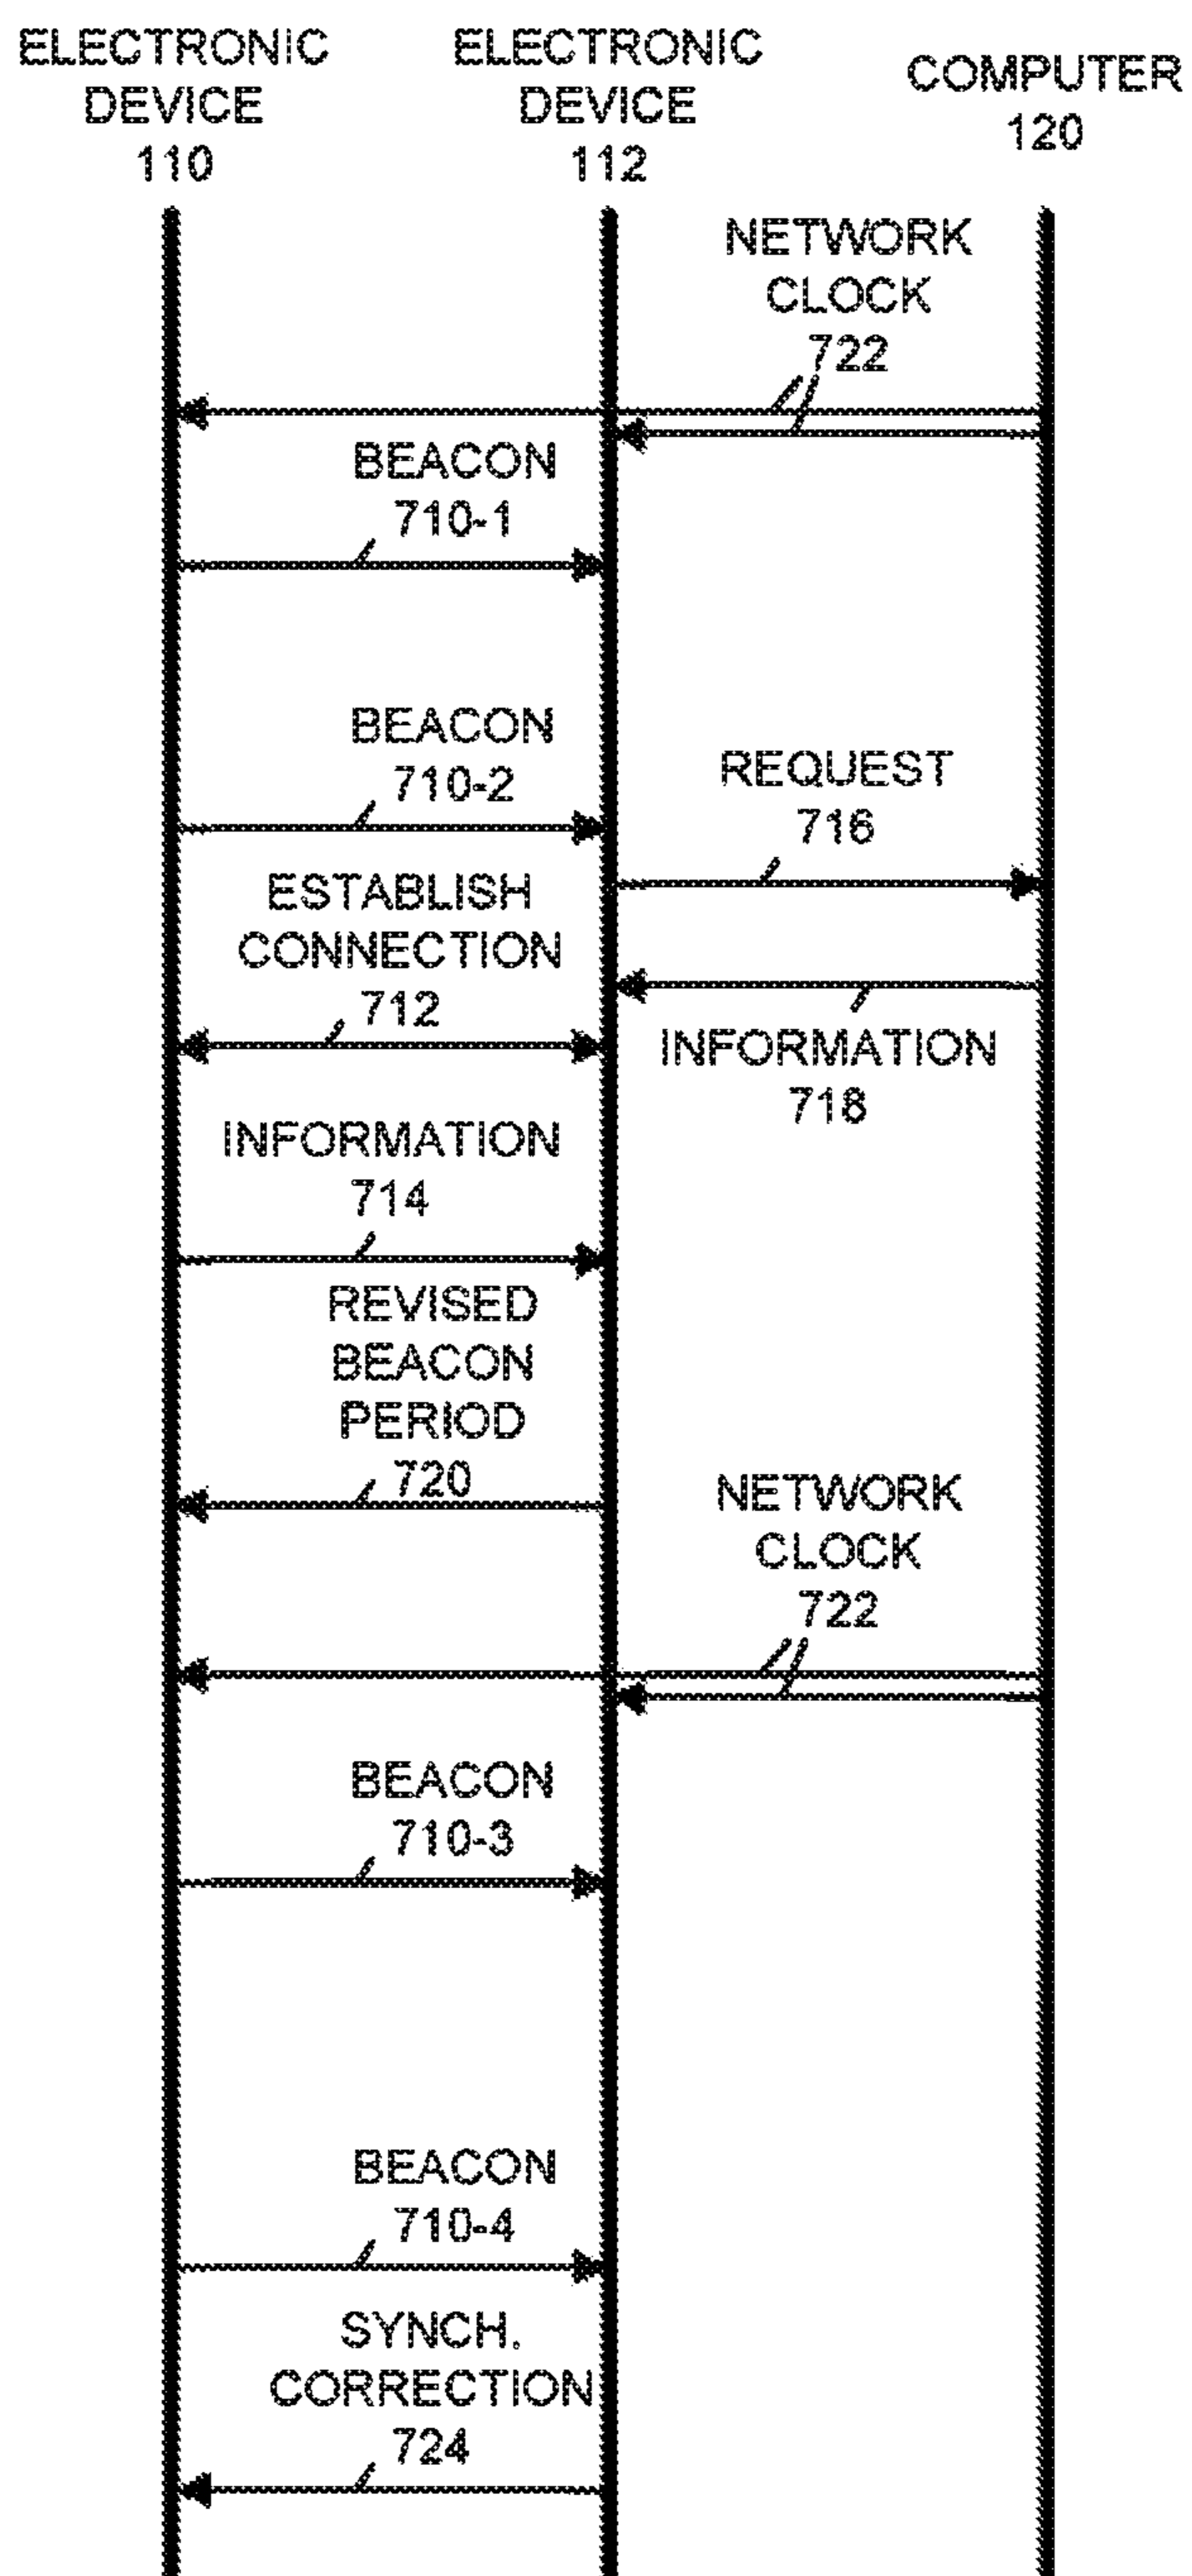 ELECTRONIC
DEVICE
110
ELECTRONIC
DEVICE
112
COMPUTER
120
NETWORK
CLOCK
722
BEACON
710-1
BEACON
710-2
REQUEST
716
ESTABLISH
CONNECTION
712
INFORMATION
718
INFORMATION
714
REVISED
BEACON
PERIOD
720
NETWORK
CLOCK
722
BEACON
710-3
BEACON
710-4
SYNCH.
CORRECTION
724